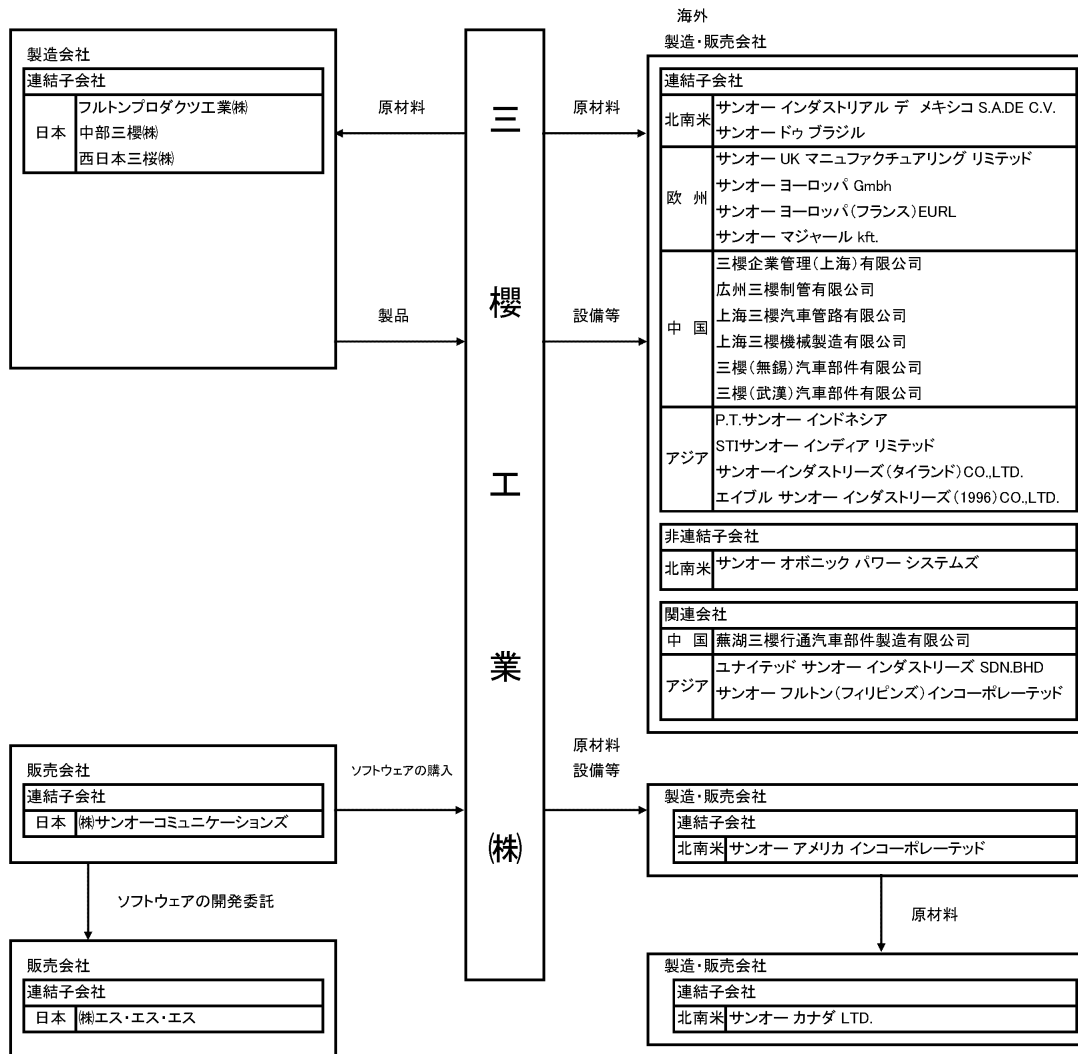 製造会社
連結子会社
日本
フルトンプロダクツ工業㈱
中部三櫻㈱
西日本三桜㈱
原材料
製品
三櫻工業㈱
原材料
設備等
海外
製造・販売会社
連結子会社
北南米
サンオー インダストリアル デ メキシコ S.A.DE C.V.
サンオー ドゥ ブラジル
欧 州
サンオー UK マニュファクチュアリング リミテッド
サンオー ヨーロッパ Gmbh
サンオー ヨーロッパ(フランス)EURL
サンオー マジャール kft.
中 国
三櫻企業管理(上海)有限公司
広州三櫻制管有限公司
上海三櫻汽車管路有限公司
上海三櫻機械製造有限公司
三櫻(無錫)汽車部件有限公司
三櫻(武漢)汽車部件有限公司
アジア
P.T.サンオー インドネシア
STIサンオー インディア リミテッド
サンオーインダストリーズ(タイランド)CO.,LTD.
エイブル サンオー インダストリーズ(1996)CO.,LTD.
非連結子会社
北南米
サンオー オボニック パワー システムズ
関連会社
中 国
蕪湖三櫻行通汽車部件製造有限公司
アジア
ユナイテッド サンオー インダストリーズ SDN.BHD
サンオー フルトン(フィリピンズ)インコーポレーテッド
販売会社
連結子会社
日本
㈱サンオーコミュニケーションズ
ソフトウェアの購入
原材料
設備等
製造・販売会社
連結子会社
北南米
サンオー アメリカ インコーポレーテッド
ソフトウェアの開発委託
原材料
販売会社
連結子会社
日本
㈱エス・エス・エス
製造・販売会社
連結子会社
北南米
サンオー カナダ LTD.